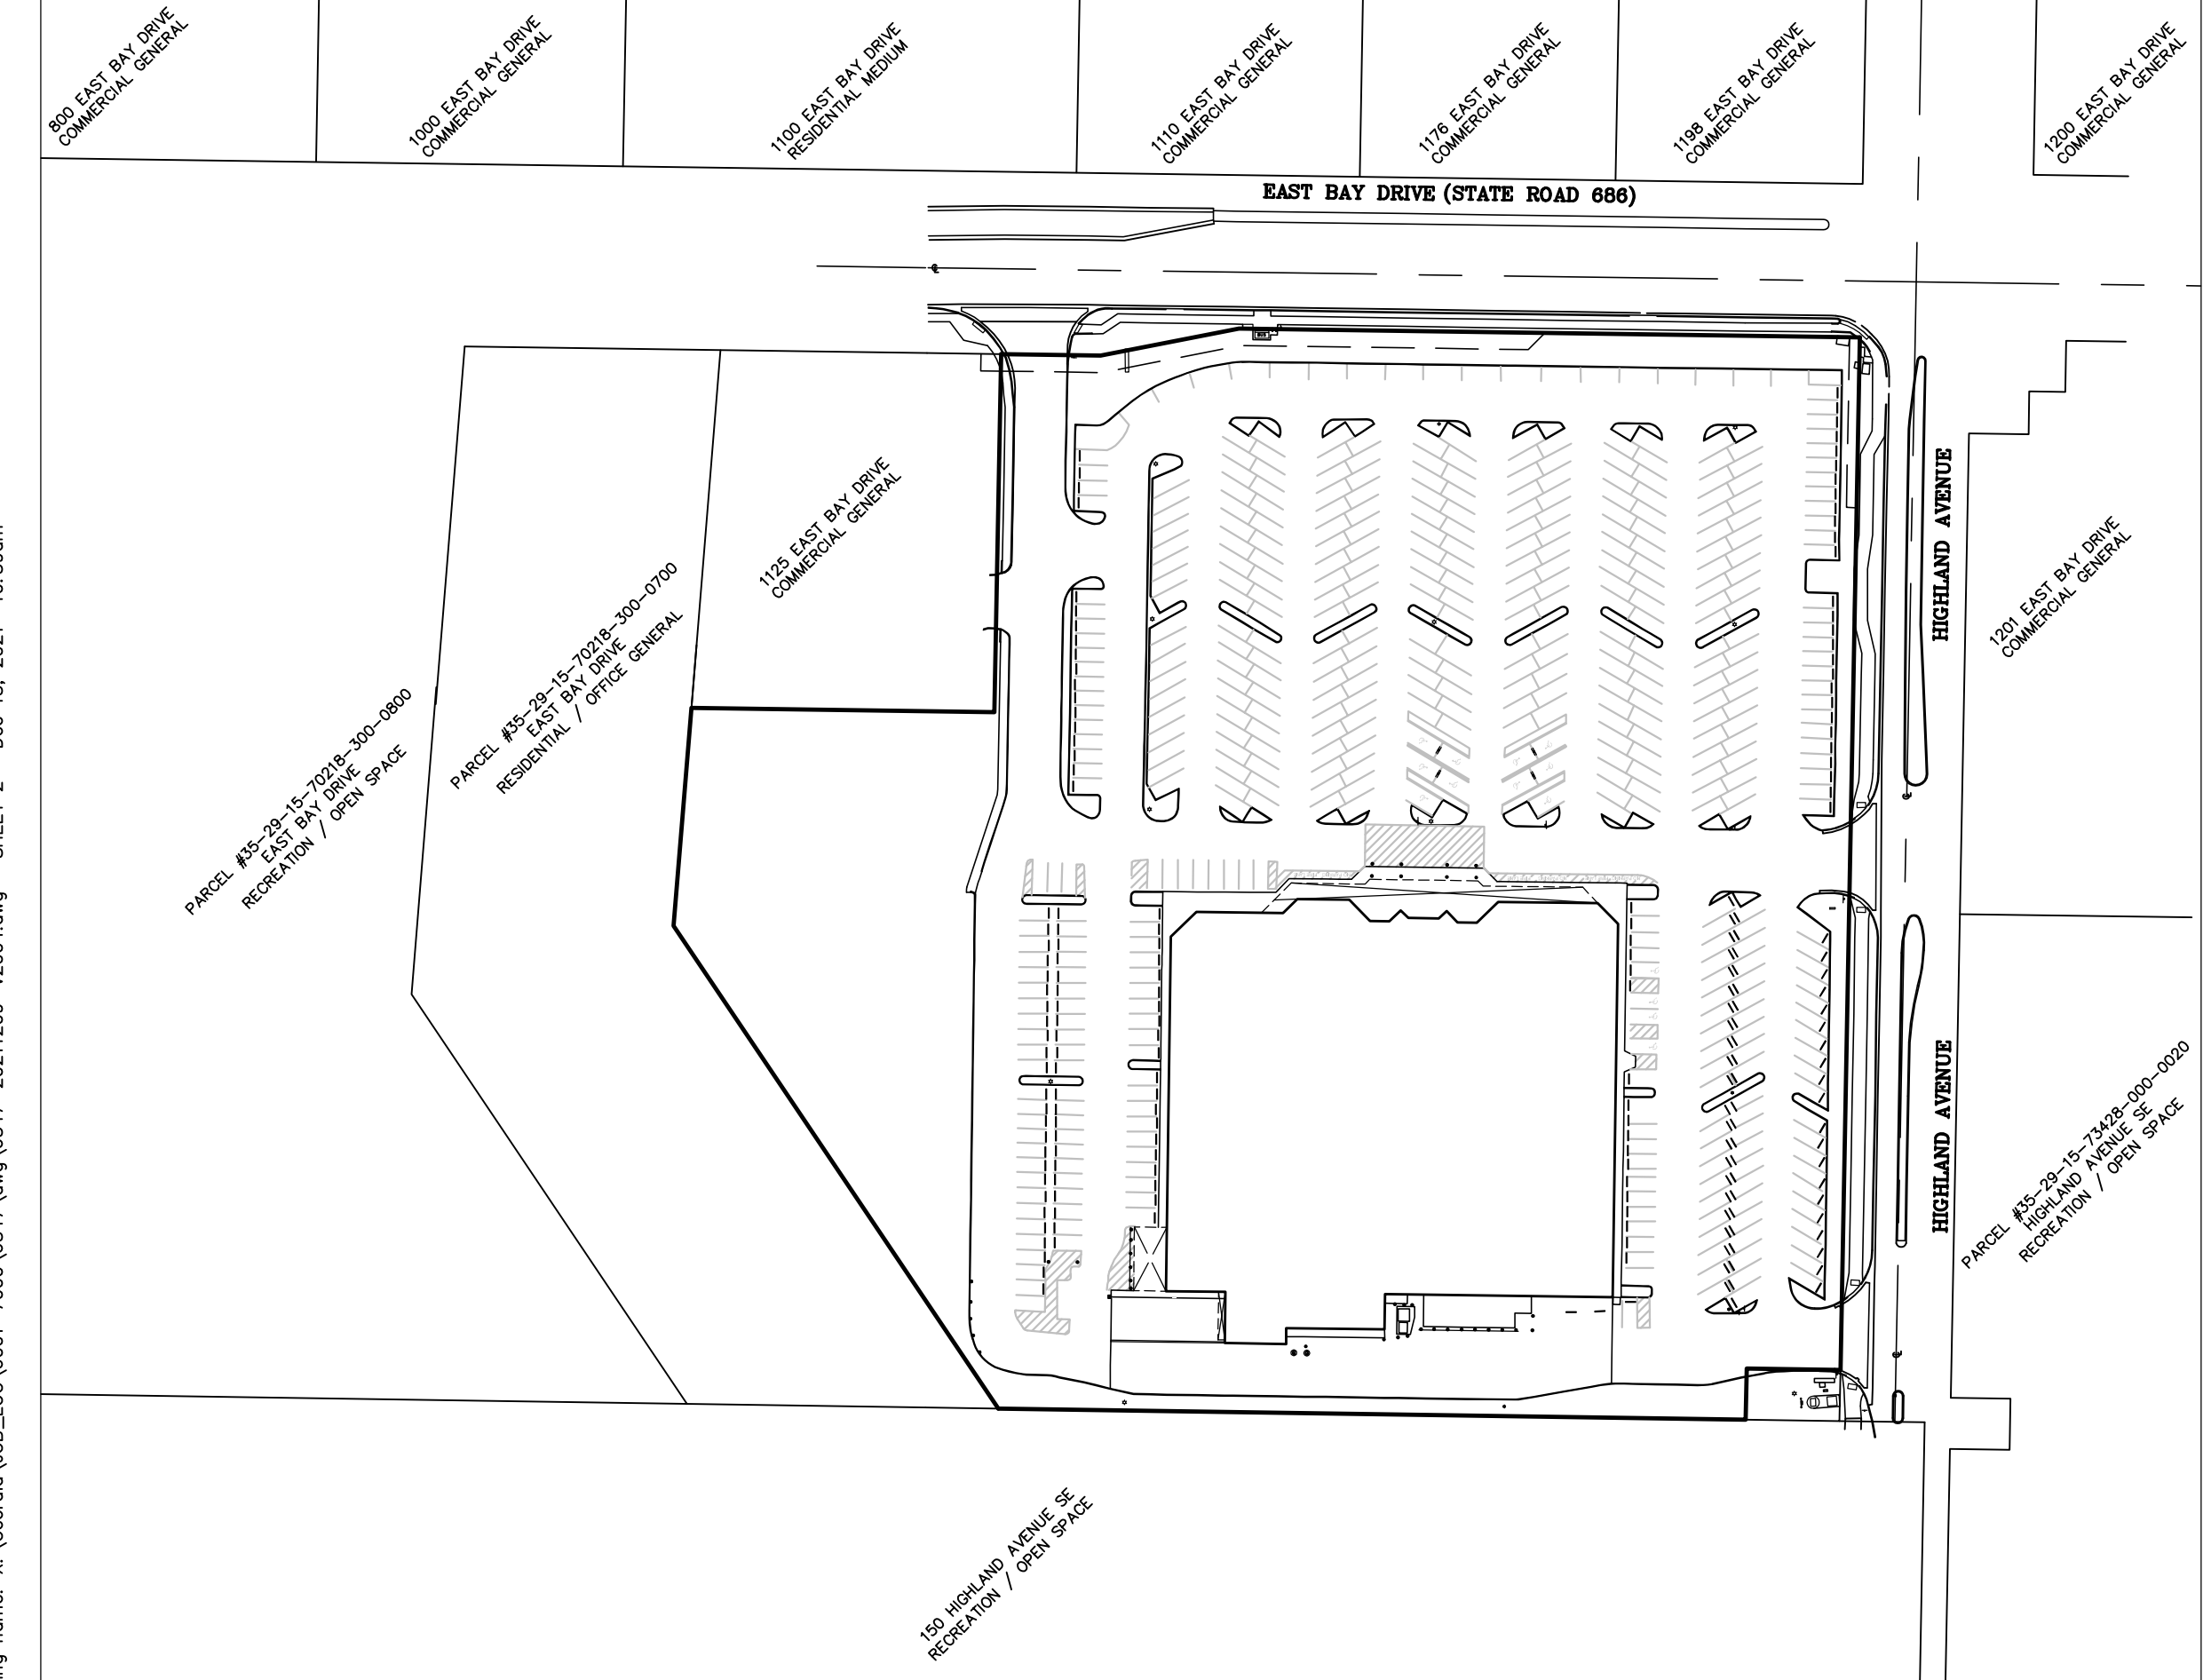 800 EAST BAY DRIVE
COMMERCIAL GENERAL
1000 EAST BAY DRIVE
COMMERCIAL GENERAL
1100 EAST BAY DRIVE
RESIDENTIAL MEDIUM
1110 EAST BAY DRIVE
COMMERCIAL GENERAL
1176 EAST BAY DRIVE
COMMERCIAL GENERAL
1198 EAST BAY DRIVE
COMMERCIAL GENERAL
1200 EAST BAY DRIVE
COMMERCIAL GENERAL
EAST BAY DRIVE (STATE ROAD 686)
1125 EAST BAY DRIVE
COMMERCIAL GENERAL
HIGHLAND AVENUE
1201 EAST BAY DRIVE
COMMERCIAL GENERAL
PARCEL #35-29-15-70218-300-0700
EAST BAY DRIVE
RESIDENTIAL / OFFICE GENERAL
PARCEL #35-29-15-70218-300-0800
EAST BAY DRIVE
RECREATION / OPEN SPACE
HIGHLAND AVENUE
PARCEL #35-29-15-73428-000-0020
HIGHLAND AVENUE SE
RECREATION / OPEN SPACE
150 HIGHLAND AVENUE SE
RECREATION / OPEN SPACE